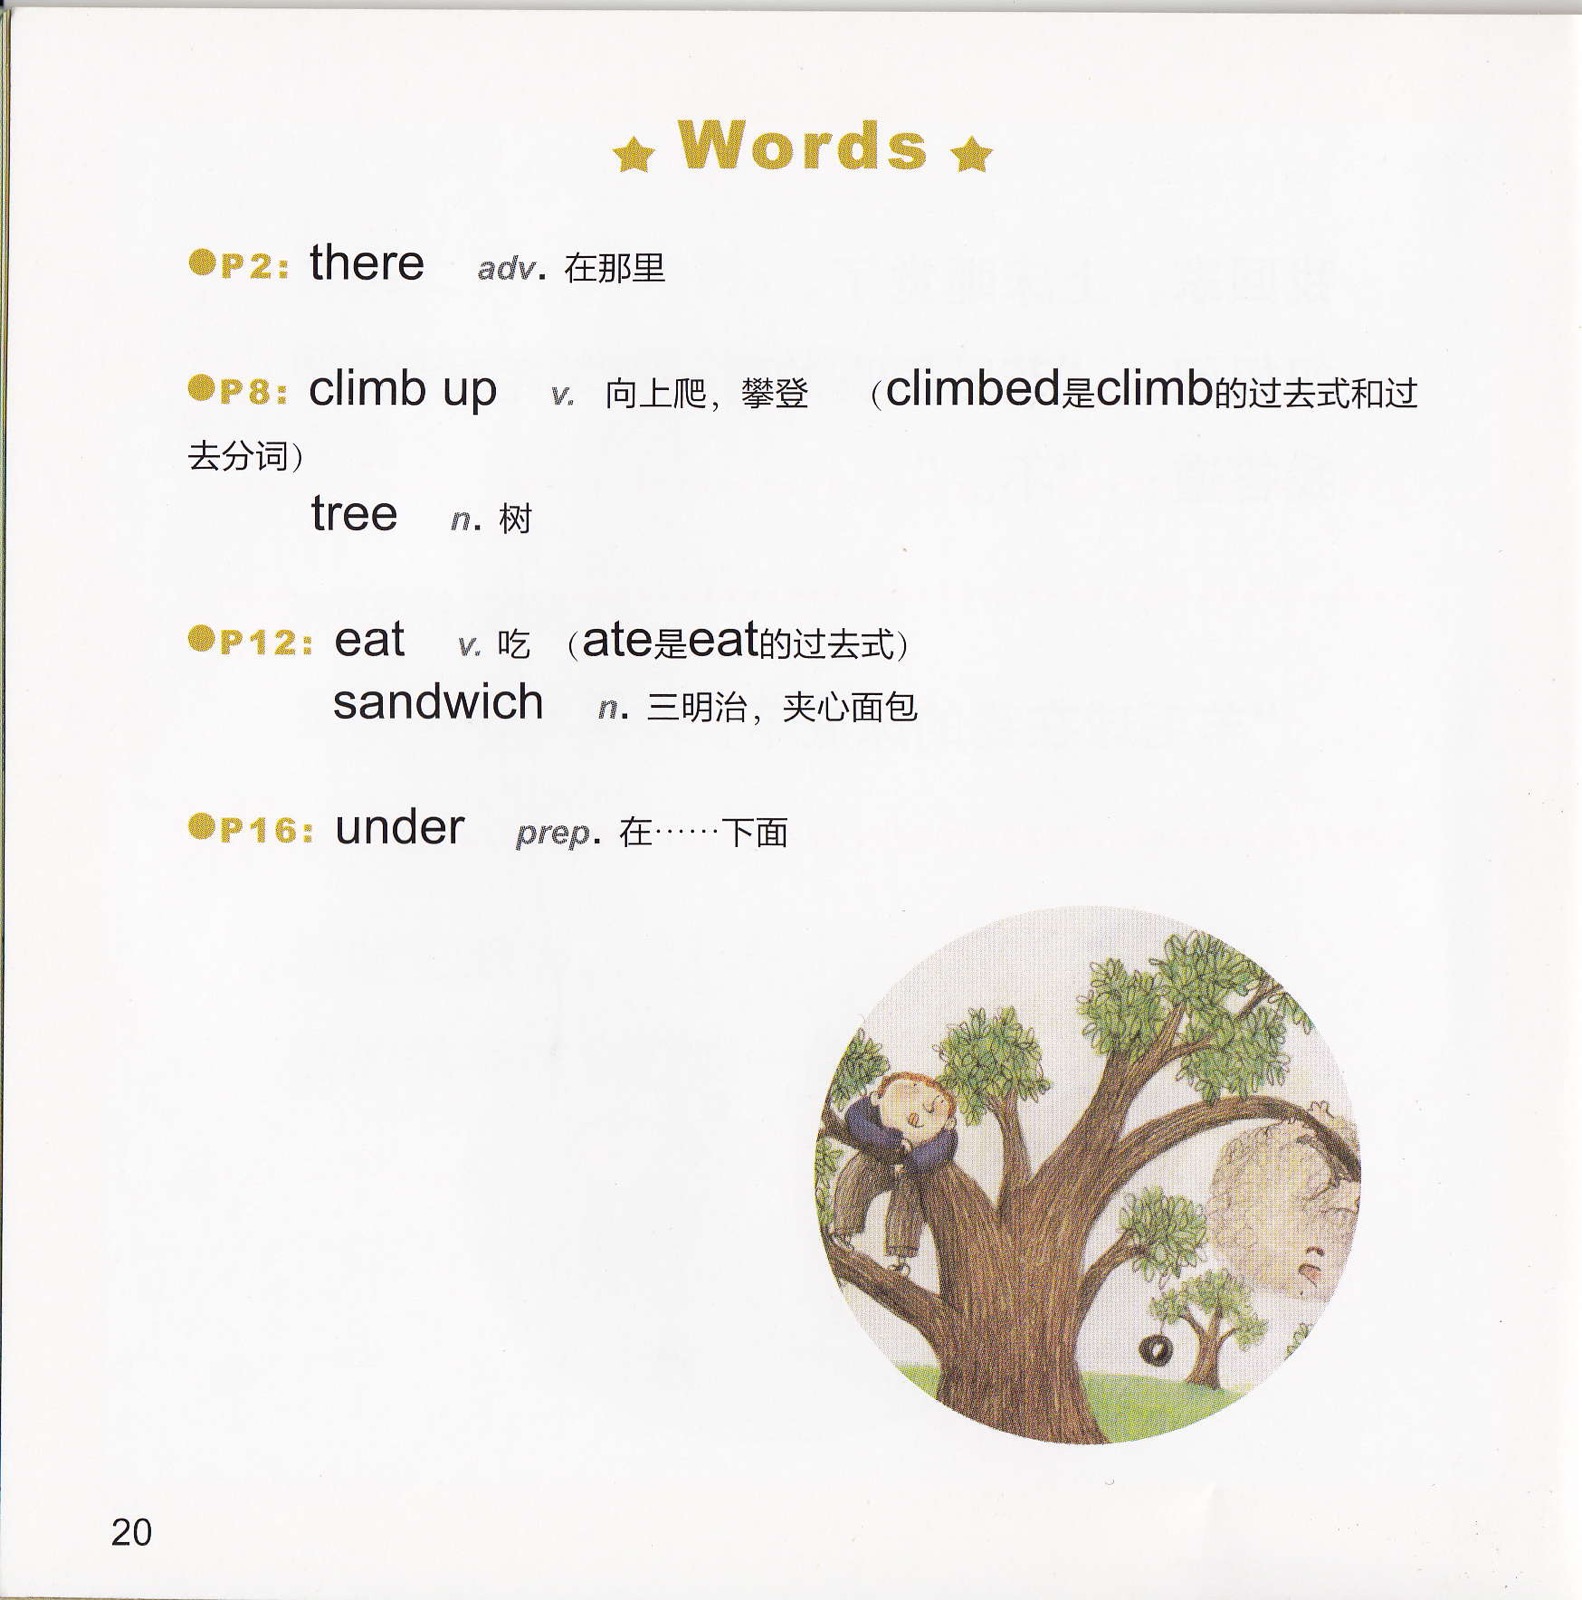 Words
P2: there adv. 在那里
P8: climb up v. 向上爬，攀登 （climbed是climb的过去式和过
去分词）
tree n. 树
P12: eat v. 吃 （ate是eat的过去式）
sandwich n. 三明治，夹心面包
P16: under prep. 在……下面
20